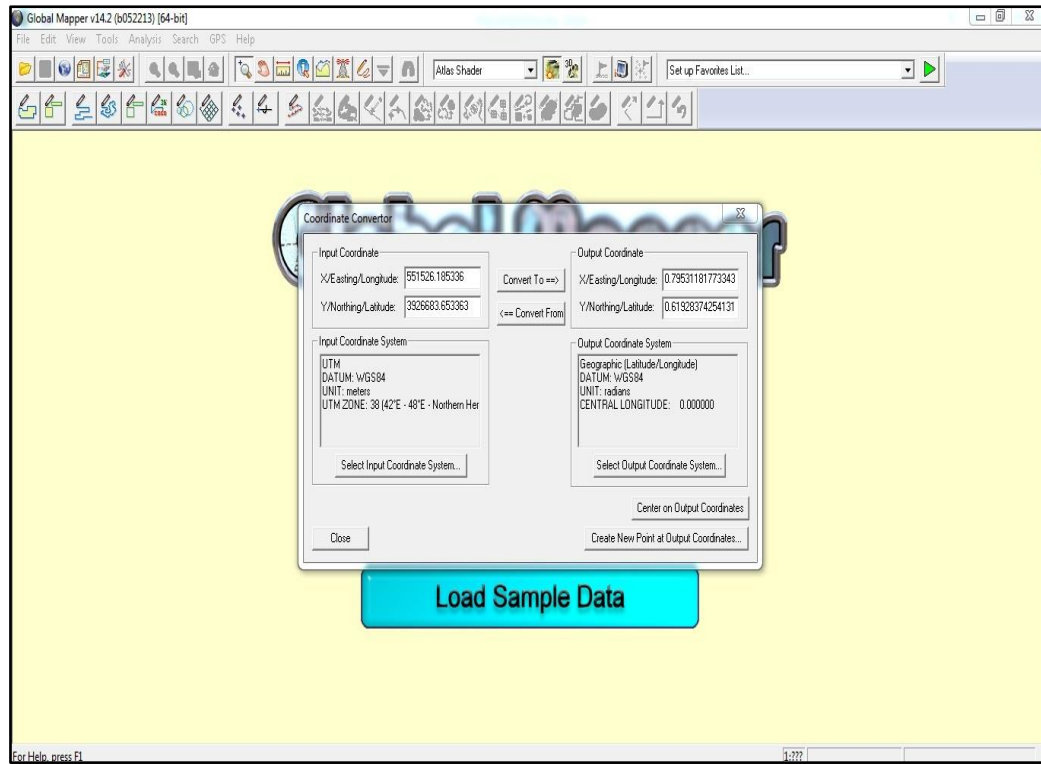 Global Mapper v14.2 (b052213) [64-bit]
File Edit View Tools Analysis Search GPS Help
Atlas Shader
3D
Set up Favorites List...
Coordinate Convertor
Input Coordinate
X/Easting/Longitude: 551526.185336
Y/Northing/Latitude: 3926683.653363
Convert To ==>
<== Convert From
Output Coordinate
X/Easting/Longitude: 0.79531181773343
Y/Northing/Latitude: 0.61928374254131
Input Coordinate System
UTM
DATUM: WGS84
UNIT: meters
UTM ZONE: 38 (42°E - 48°E - Northern Her
Select Input Coordinate System...
Output Coordinate System
Geographic (Latitude/Longitude)
DATUM: WGS84
UNIT: radians
CENTRAL LONGITUDE: 0.000000
Select Output Coordinate System...
Center on Output Coordinates
Close
Create New Point at Output Coordinates...
Load Sample Data
For Help, press F1
1:???